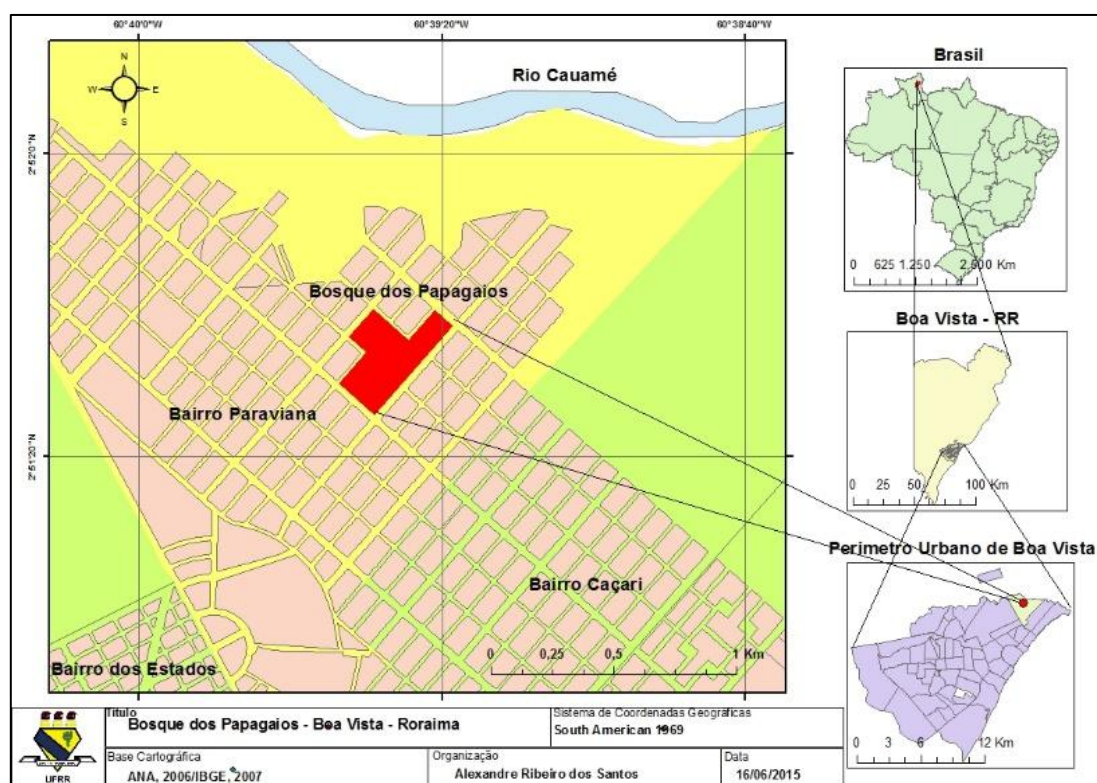 60°40'0"W
60°39'20"W
60°38'40"W
2°52'0"N
2°51'20"N
N
W
E
S
Rio Cauamé
Bosque dos Papagaios
Bairro Paraviana
Bairro Caçari
Bairro dos Estados
0 0,25 0,5 1 Km
Brasil
0 625 1.250 2.500 Km
Boa Vista - RR
0 25 50 100 Km
Perimetro Urbano de Boa Vista
0 3 6 12 Km
UFRR
Título
Bosque dos Papagaios - Boa Vista - Roraima
Sistema de Coordenadas Geográficas
South American 1969
Base Cartográfica
ANA, 2006/IBGE, 2007
Organização
Alexandre Ribeiro dos Santos
Data
16/06/2015